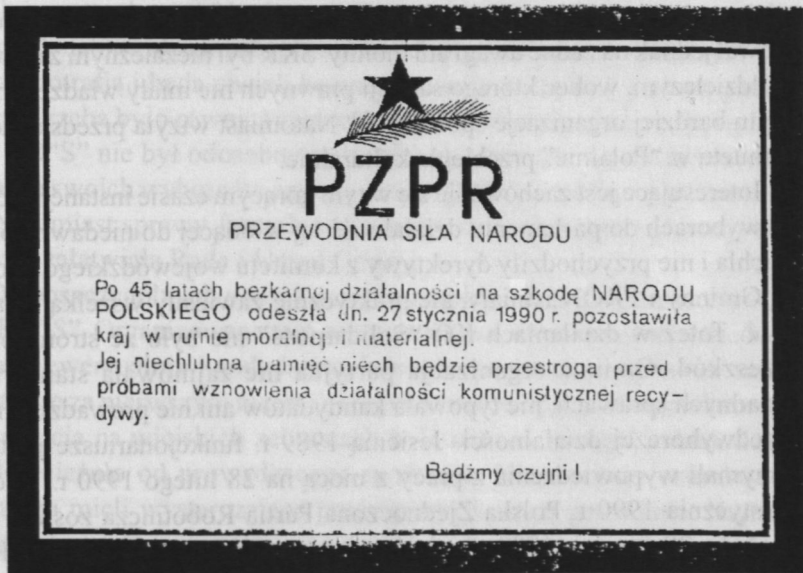 PZPR
PRZEWODNIA SIŁA NARODU
Po 45 latach bezkarnej działalności na szkodę NARODU
POLSKIEGO odeszła dn. 27 stycznia 1990 r. pozostawiła
kraj w ruinie moralnej i materialnej.
Jej niechlubna pamięć niech będzie przestrogą przed
próbami wznowienia działalności komunistycznej recy-
dywy.
Bądźmy czujni !